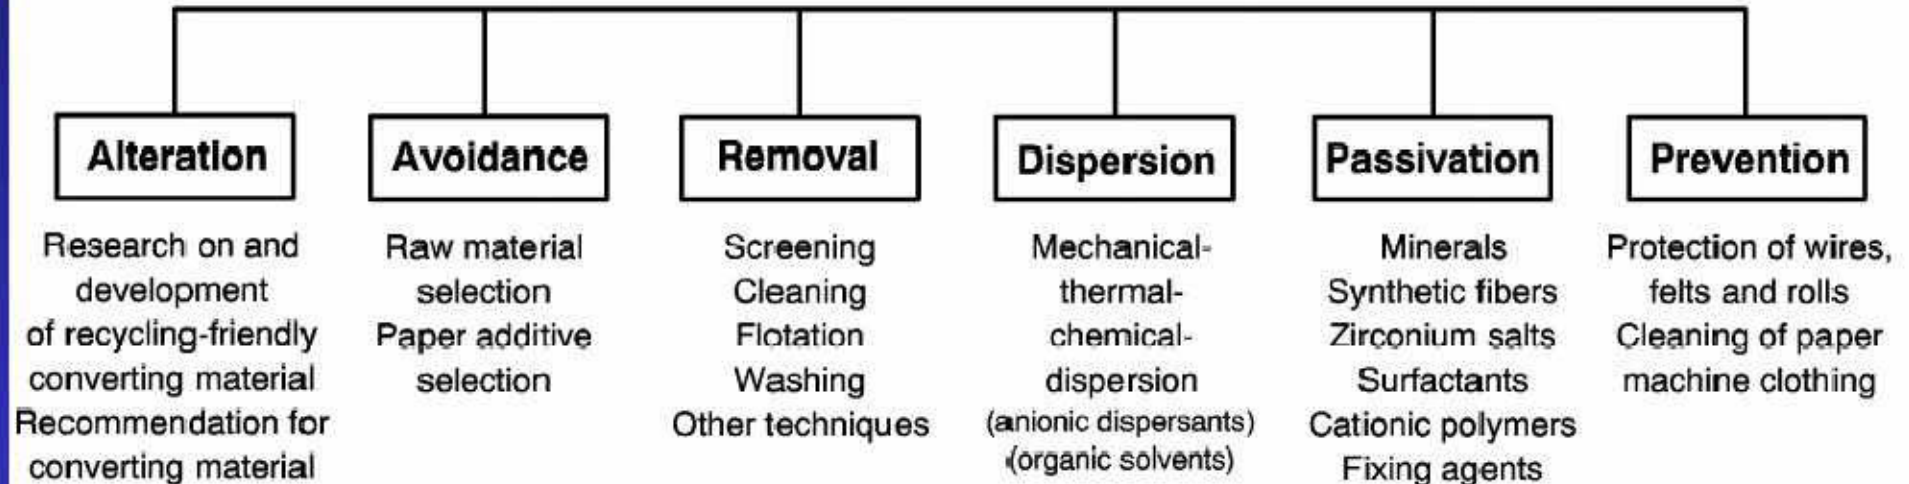 Alteration
Research on and
development
of recycling-friendly
converting material
Recommendation for
converting material
Avoidance
Raw material
selection
Paper additive
selection
Removal
Screening
Cleaning
Flotation
Washing
Other techniques
Dispersion
Mechanical-
thermal-
chemical-
dispersion
(anionic dispersants)
(organic solvents)
Passivation
Minerals
Synthetic fibers
Zirconium salts
Surfactants
Cationic polymers
Fixing agents
Prevention
Protection of wires,
felts and rolls
Cleaning of paper
machine clothing